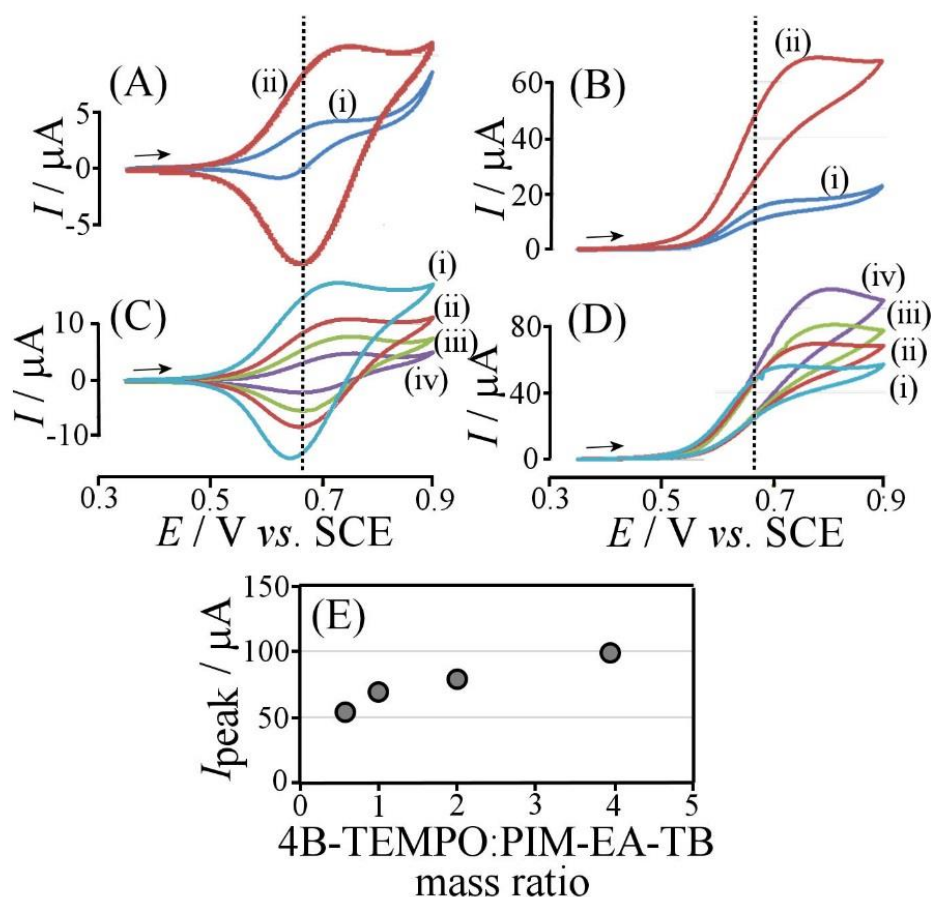 (A)
(ii)
(i)
5
0
-5
I / μA
(B)
(ii)
(i)
60
40
20
0
I / μA
(C)
(i)
(ii)
(iii)
(iv)
10
0
-10
I / μA
(D)
(iv)
(iii)
(ii)
(i)
80
40
0
I / μA
0.3 0.5 0.7 0.9
E / V vs. SCE
0.5 0.7 0:9
E / V vs. SCE
(E)
150
100
50
0
Ipeak / μA
0 1 2 3 4 5
4B-TEMPO:PIM-EA-TB
mass ratio